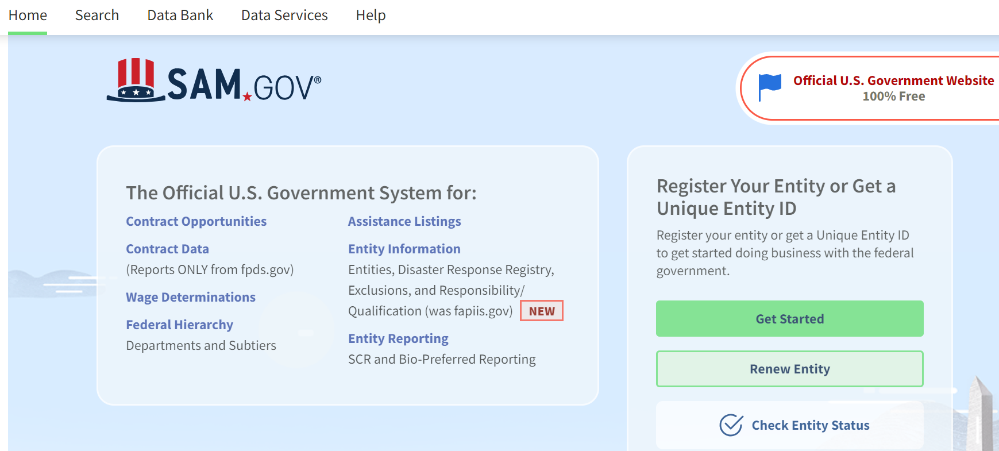 Home Search Data Bank Data Services Help
SAM.GOV®
Official U.S. Government Website
100% Free
The Official U.S. Government System for:
Contract Opportunities
Contract Data
(Reports ONLY from fpds.gov)
Wage Determinations
Federal Hierarchy
Departments and Subtiers
Assistance Listings
Entity Information
Entities, Disaster Response Registry,
Exclusions, and Responsibility/
Qualification (was fapiis.gov) NEW
Entity Reporting
SCR and Bio-Preferred Reporting
Register Your Entity or Get a
Unique Entity ID
Register your entity or get a Unique Entity ID
to get started doing business with the federal
government.
Get Started
Renew Entity
Check Entity Status